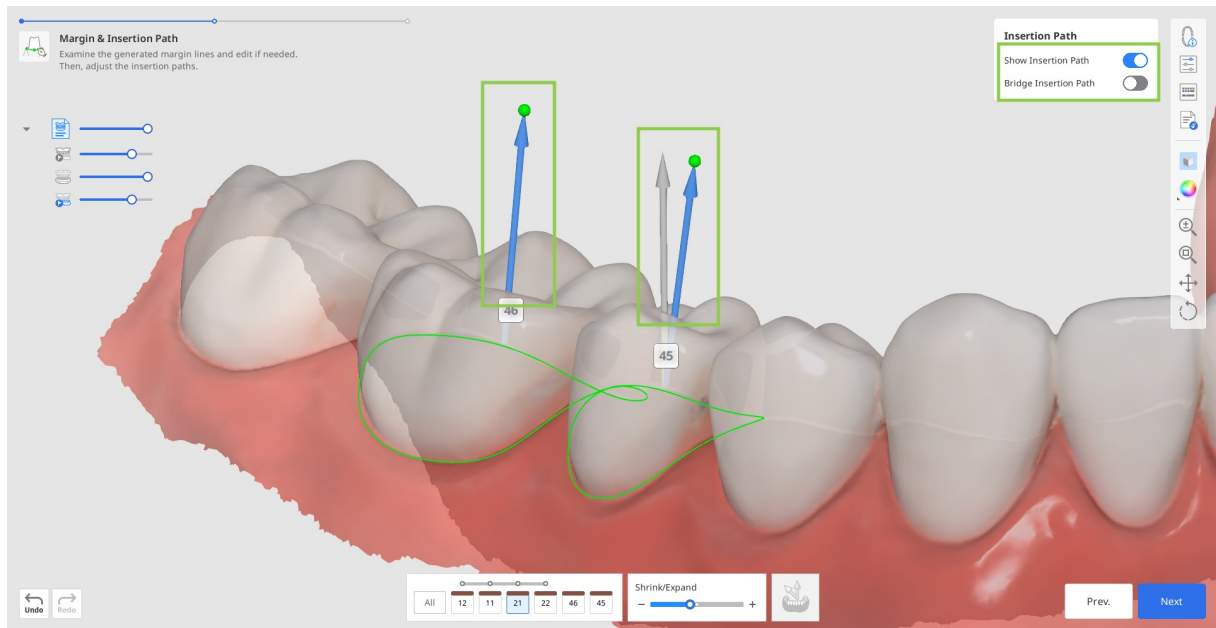 Margin & Insertion Path
Examine the generated margin lines and edit if needed.
Then, adjust the insertion paths.
Insertion Path
Show Insertion Path
Bridge Insertion Path
46
45
Undo
Redo
All
12
11
21
22
46
45
Shrink/Expand
− +
Prev.
Next